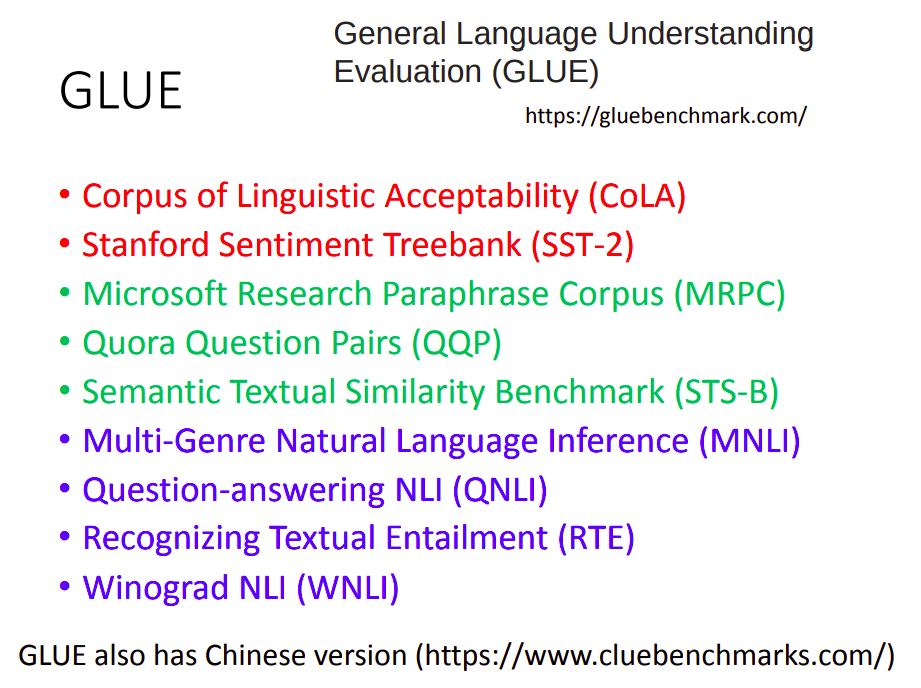 General Language Understanding
Evaluation (GLUE)
GLUE
https://gluebenchmark.com/
• Corpus of Linguistic Acceptability (CoLA)
• Stanford Sentiment Treebank (SST-2)
• Microsoft Research Paraphrase Corpus (MRPC)
• Quora Question Pairs (QQP)
• Semantic Textual Similarity Benchmark (STS-B)
• Multi-Genre Natural Language Inference (MNLI)
• Question-answering NLI (QNLI)
• Recognizing Textual Entailment (RTE)
• Winograd NLI (WNLI)
GLUE also has Chinese version (https://www.cluebenchmarks.com/)